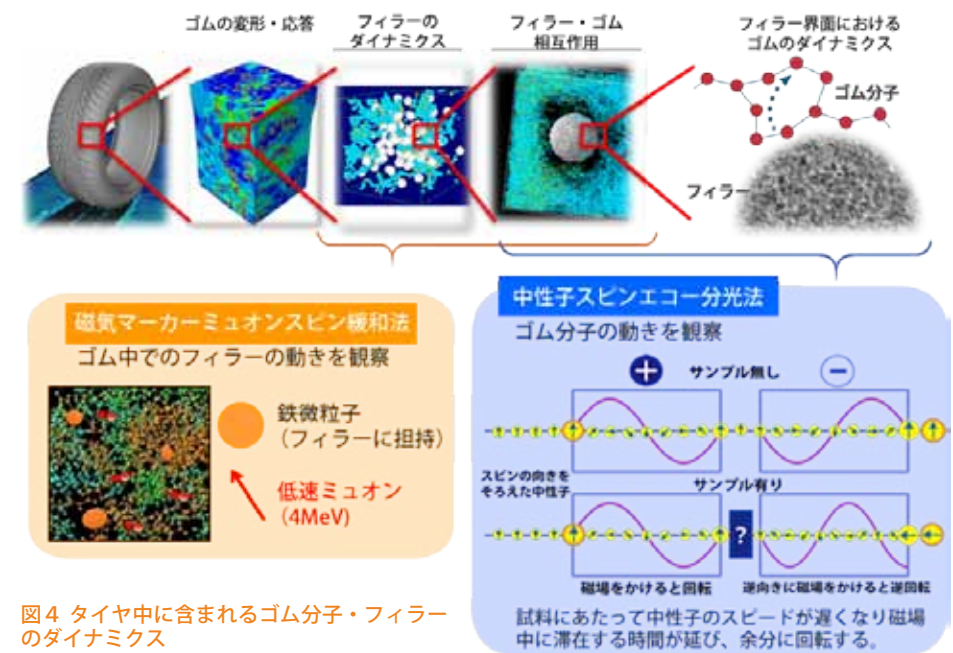 ゴムの変形・応答
フィラーの
ダイナミクス
フィラー・ゴム
相互作用
フィラー界面における
ゴムのダイナミクス
ゴム分子
フィラー
磁気マーカーミュオンスピン緩和法
ゴム中でのフィラーの動きを観察
鉄微粒子
（フィラーに担持）
低速ミュオン
(4MeV)
中性子スピンエコー分光法
ゴム分子の動きを観察
+
サンプル無し
−
スピンの向きを
そろえた中性子
サンプル有り
?
磁場をかけると回転
逆向きに磁場をかけると逆回転
試料にあたって中性子のスピードが遅くなり磁場
中に滞在する時間が延び、余分に回転する。
図4 タイヤ中に含まれるゴム分子・フィラー
のダイナミクス